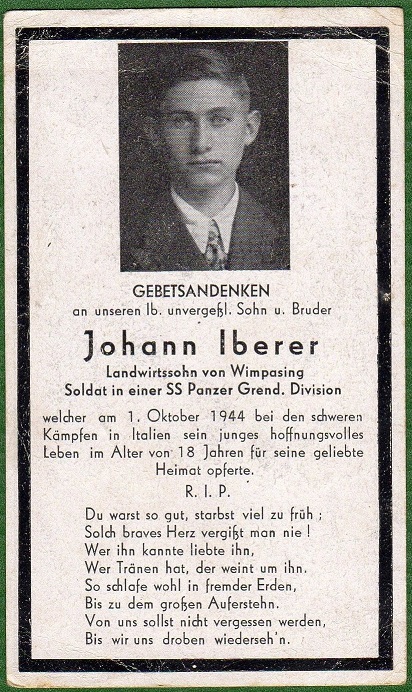 GEBETSANDENKEN
an unseren lb. unvergeßl. Sohn u. Bruder
Johann Iberer
Landwirtssohn von Wimpasing
Soldat in einer SS Panzer Grend. Division
welcher am 1. Oktober 1944 bei den schweren
Kämpfen in Italien sein junges hoffnungsvolles
Leben im Alter von 18 Jahren für seine geliebte
Heimat opferte.
R. I. P.
Du warst so gut, starbst viel zu früh ;
Solch braves Herz vergißt man nie !
Wer ihn kannte liebte ihn,
Wer Tränen hat, der weint um ihn.
So schlafe wohl in fremder Erden,
Bis zu dem großen Auferstehn.
Von uns sollst nicht vergessen werden,
Bis wir uns droben wiederseh'n.